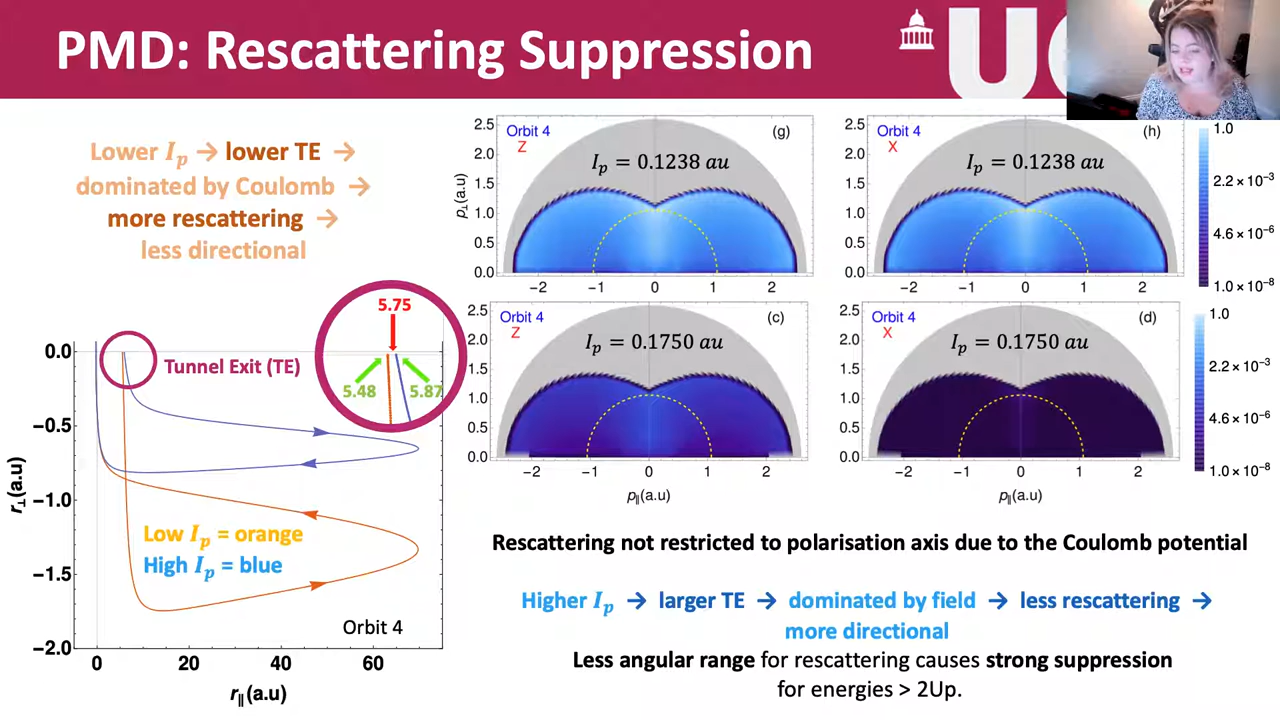 PMD: Rescattering Suppression
U
Lower Iₚ → lower TE →
dominated by Coulomb →
more rescattering →
less directional
Orbit 4
Z
(g)
Iₚ = 0.1238 au
p⊥(a.u)
2.5
2.0
1.5
1.0
0.5
0.0
−2 −1 0 1 2
Orbit 4
X
(h)
Iₚ = 0.1238 au
2.5
2.0
1.5
1.0
0.5
0.0
−2 −1 0 1 2
1.0
2.2 × 10⁻³
4.6 × 10⁻⁶
1.0 × 10⁻⁸
Orbit 4
Z
(c)
Iₚ = 0.1750 au
2.5
2.0
1.5
1.0
0.5
0.0
−2 −1 0 1 2
p∥(a.u)
Orbit 4
X
(d)
Iₚ = 0.1750 au
2.5
2.0
1.5
1.0
0.5
0.0
−2 −1 0 1 2
p∥(a.u)
1.0
2.2 × 10⁻³
4.6 × 10⁻⁶
1.0 × 10⁻⁸
5.75
5.48
5.87
Tunnel Exit (TE)
r⊥(a.u)
0.0
−0.5
−1.0
−1.5
−2.0
Low Iₚ = orange
High Iₚ = blue
Orbit 4
0 20 40 60
r∥(a.u)
Rescattering not restricted to polarisation axis due to the Coulomb potential
Higher Iₚ → larger TE → dominated by field → less rescattering →
more directional
Less angular range for rescattering causes strong suppression
for energies > 2Up.